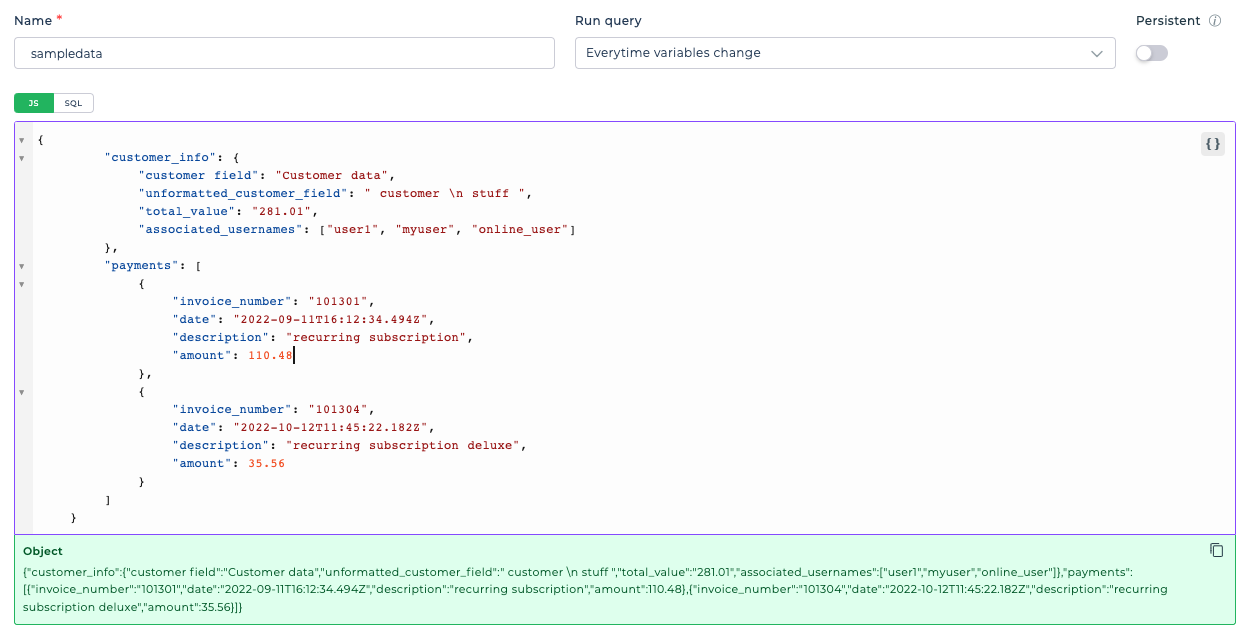 Name *
Run query
Persistent
sampledata
Everytime variables change
JS
SQL
{
{}
"customer_info": {
"customer field": "Customer data",
"unformatted_customer_field": " customer \n stuff ",
"total_value": "281.01",
"associated_usernames": ["user1", "myuser", "online_user"]
},
"payments": [
{
"invoice_number": "101301",
"date": "2022-09-11T16:12:34.494Z",
"description": "recurring subscription",
"amount": 110.48
},
{
"invoice_number": "101304",
"date": "2022-10-12T11:45:22.182Z",
"description": "recurring subscription deluxe",
"amount": 35.56
}
]
}
Object
{"customer_info":{"customer field":"Customer data","unformatted_customer_field":" customer \n stuff ","total_value":"281.01","associated_usernames":["user1","myuser","online_user"]},"payments":
[{"invoice_number":"101301","date":"2022-09-11T16:12:34.494Z","description":"recurring subscription","amount":110.48},{"invoice_number":"101304","date":"2022-10-12T11:45:22.182Z","description":"recurring
subscription deluxe","amount":35.56}]}